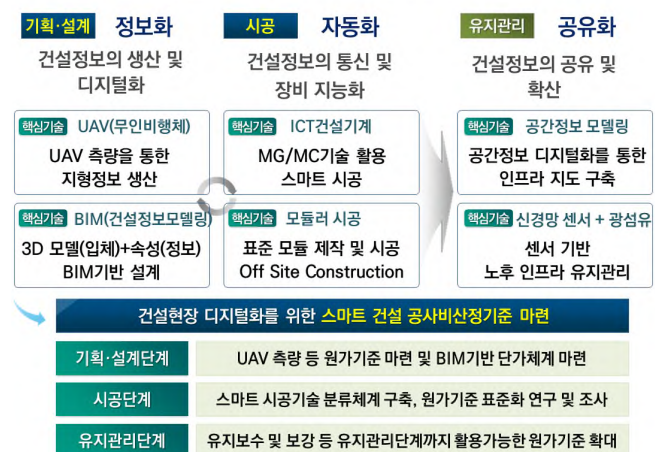 기획·설계 정보화
건설정보의 생산 및
디지털화
핵심기술 UAV(무인비행체)
UAV 측량을 통한
지형정보 생산
핵심기술 BIM(건설정보모델링)
3D 모델(입체)+속성(정보)
BIM기반 설계
시공 자동화
건설정보의 통신 및
장비 지능화
핵심기술 ICT건설기계
MG/MC기술 활용
스마트 시공
핵심기술 모듈러 시공
표준 모듈 제작 및 시공
Off Site Construction
유지관리 공유화
건설정보의 공유 및
확산
핵심기술 공간정보 모델링
공간정보 디지털화를 통한
인프라 지도 구축
핵심기술 신경망 센서 + 광섬유
센서 기반
노후 인프라 유지관리
건설현장 디지털화를 위한 스마트 건설 공사비산정기준 마련
기획·설계단계 UAV 측량 등 원가기준 마련 및 BIM기반 단가체계 마련
시공단계 스마트 시공기술 분류체계 구축, 원가기준 표준화 연구 및 조사
유지관리단계 유지보수 및 보강 등 유지관리단계까지 활용가능한 원가기준 확대